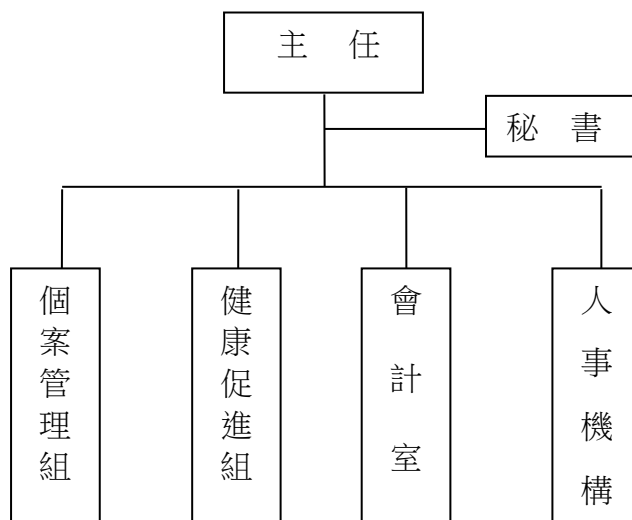 主 任
秘 書
個案管理組
健康促進組
會計室
人事機構